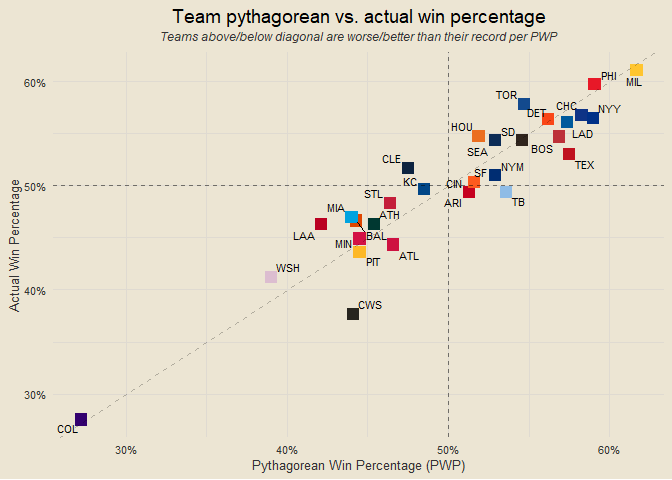 Team pythagorean vs. actual win percentage
Teams above/below diagonal are worse/better than their record per PWP
Actual Win Percentage
60%
50%
40%
30%
PHI
MIL
TOR
DET
CHC
NYY
HOU
SD
LAD
SEA
BOS
TEX
CLE
KC
CIN
SF
NYM
ARI
TB
STL
MIA
ATH
LAA
MIN
BAL
PIT
ATL
WSH
CWS
COL
30%
40%
50%
60%
Pythagorean Win Percentage (PWP)